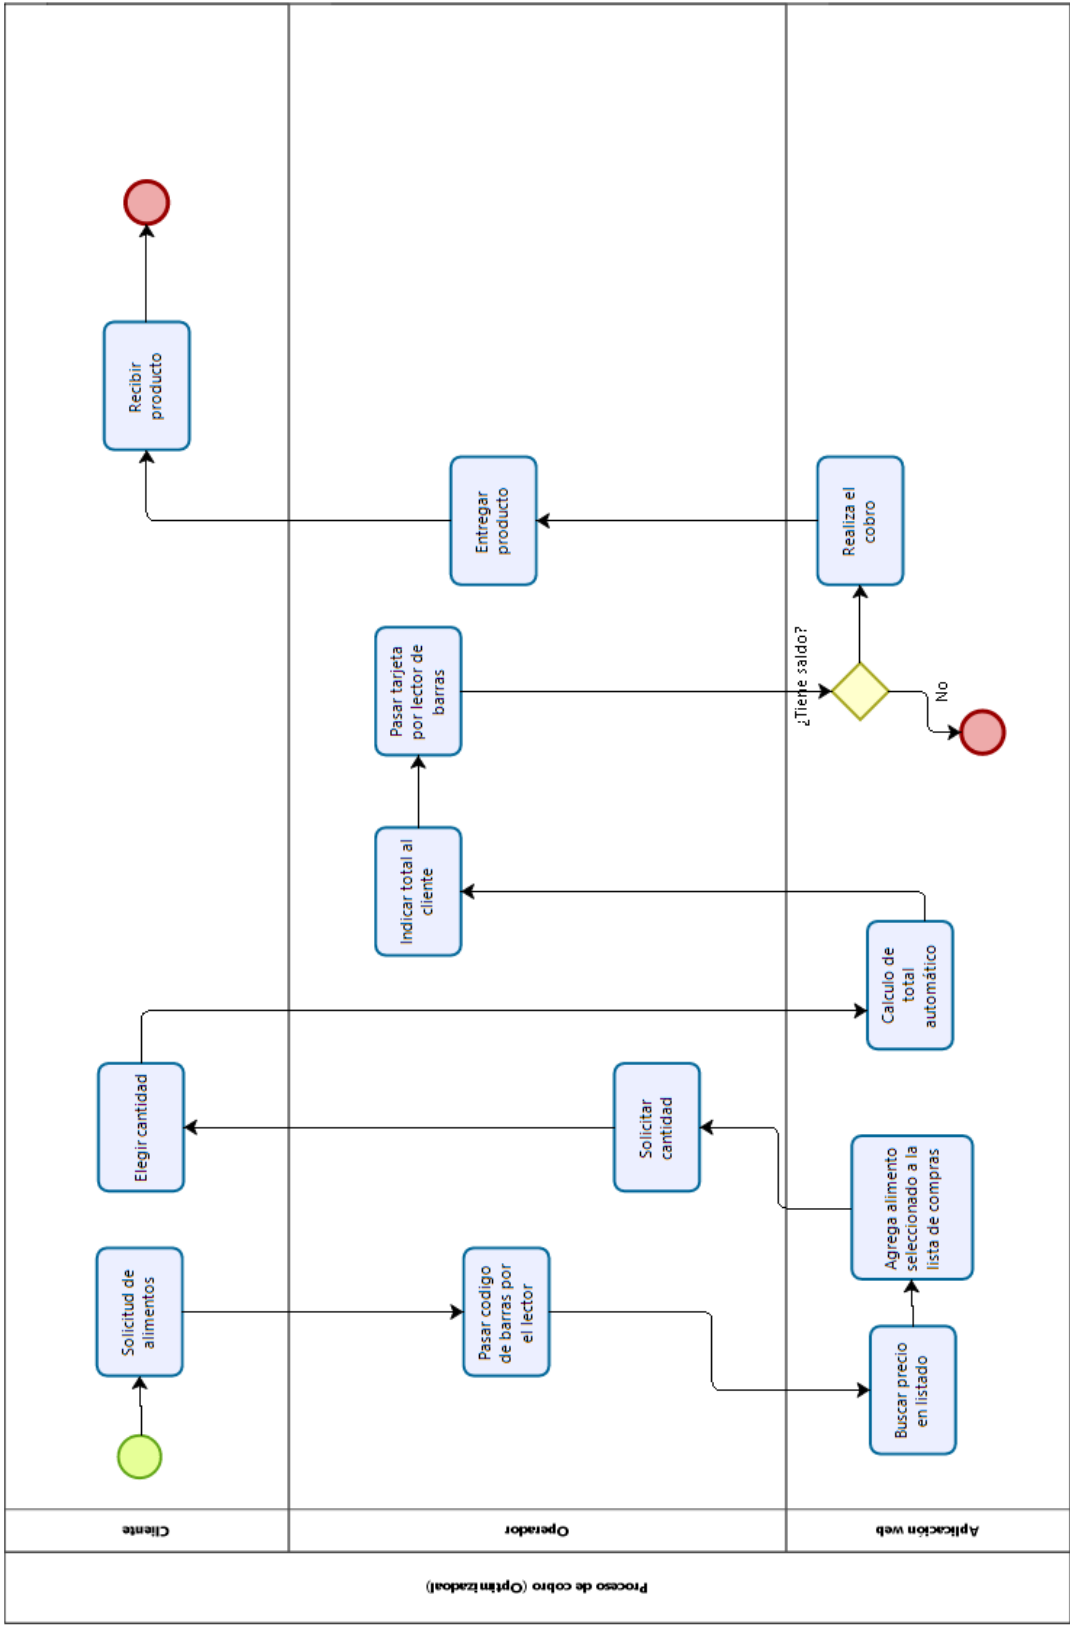 Proceso de cobro (Optimizadoal)
Cliente
Operador
Aplicación web
Solicitud de
alimentos
Pasar codigo
de barras por
el lector
Buscar precio
en listado
Agrega alimento
seleccionado a la
lista de compras
Solicitar
cantidad
Elegir cantidad
Calculo de
total
automático
Indicar total al
cliente
Pasar tarjeta
por lector de
barras
¿Tiene saldo?
No
Realiza el
cobro
Entregar
producto
Recibir
producto